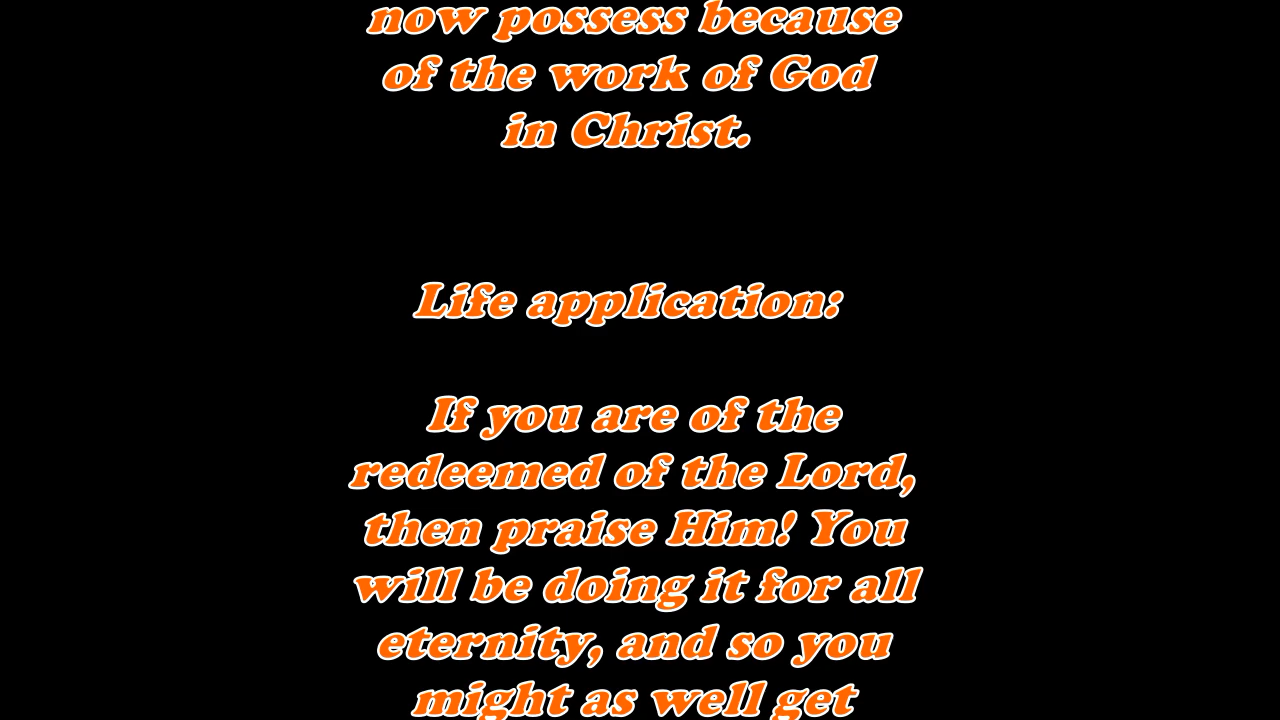 now possess because
of the work of God
in Christ.
Life application:
If you are of the
redeemed of the Lord,
then praise Him! You
will be doing it for all
eternity, and so you
might as well get